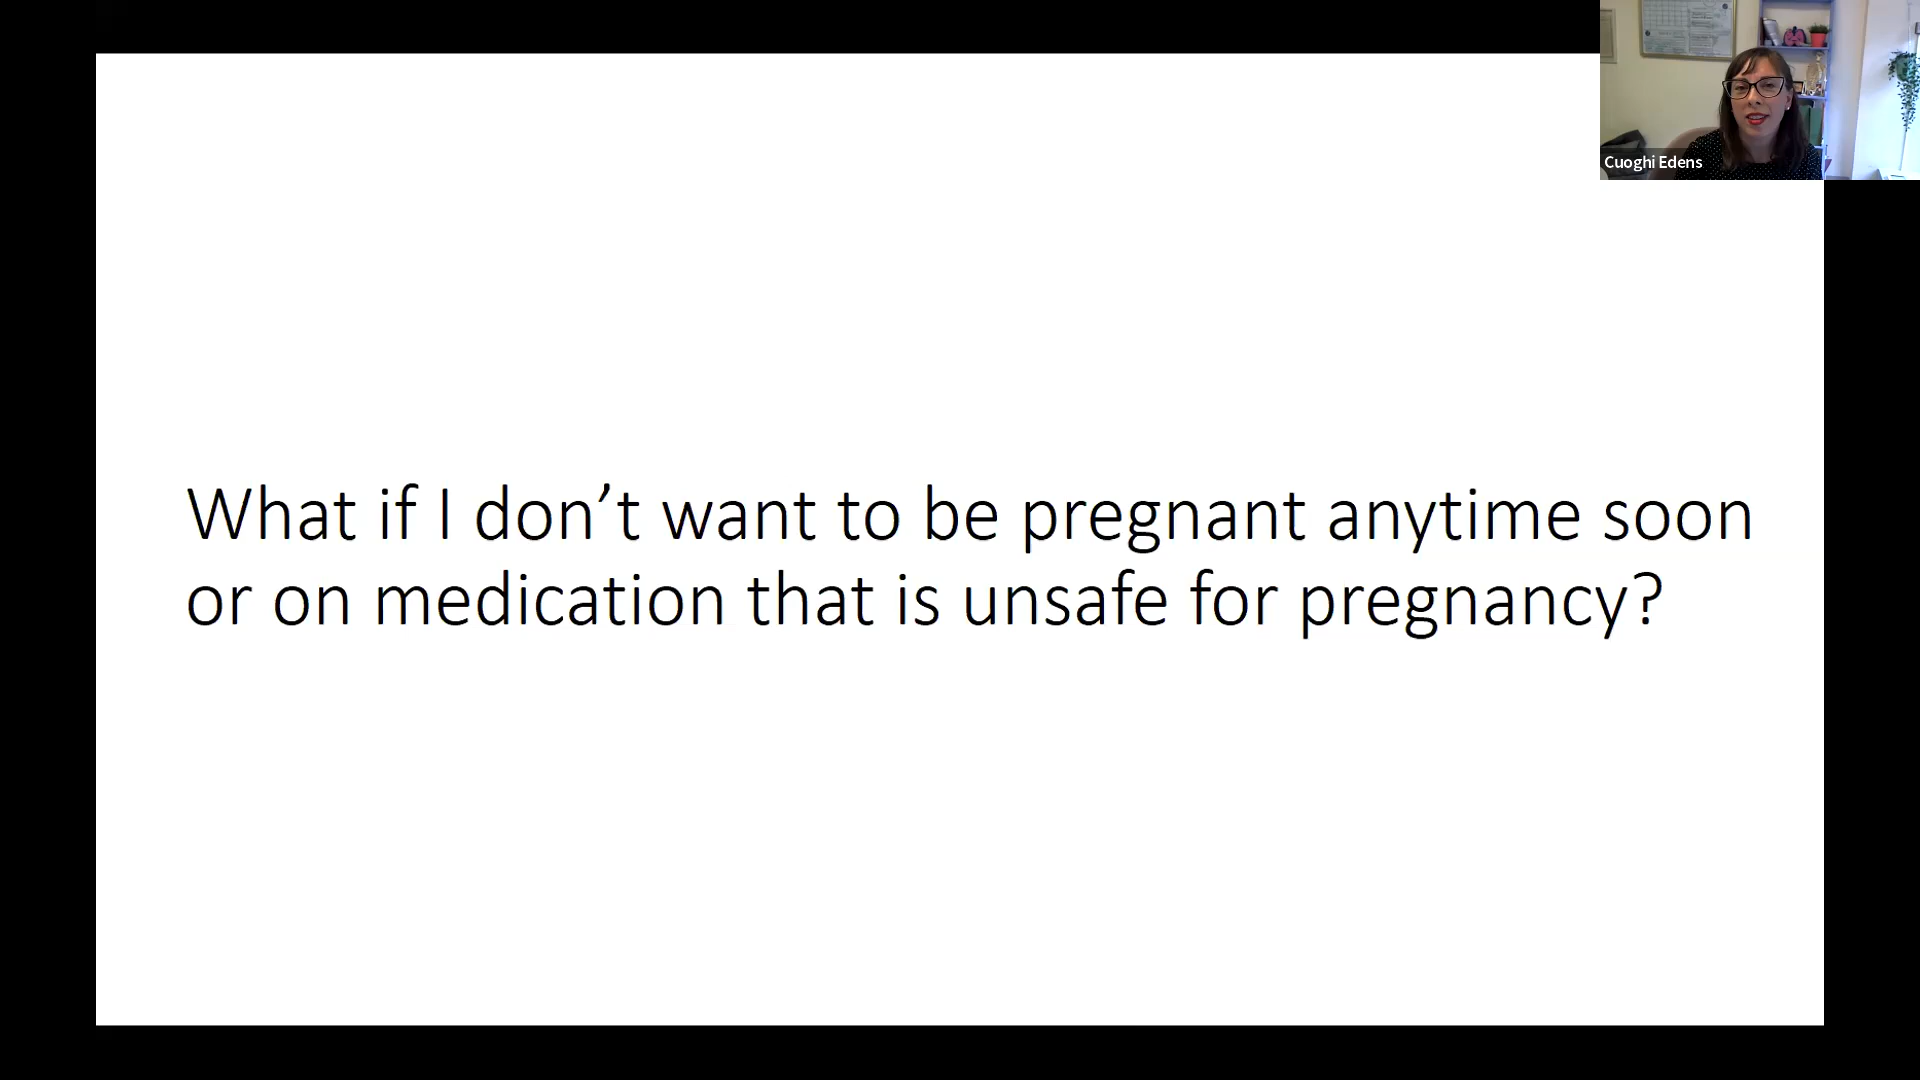 Cuoghi Edens
What if I don’t want to be pregnant anytime soon
or on medication that is unsafe for pregnancy?